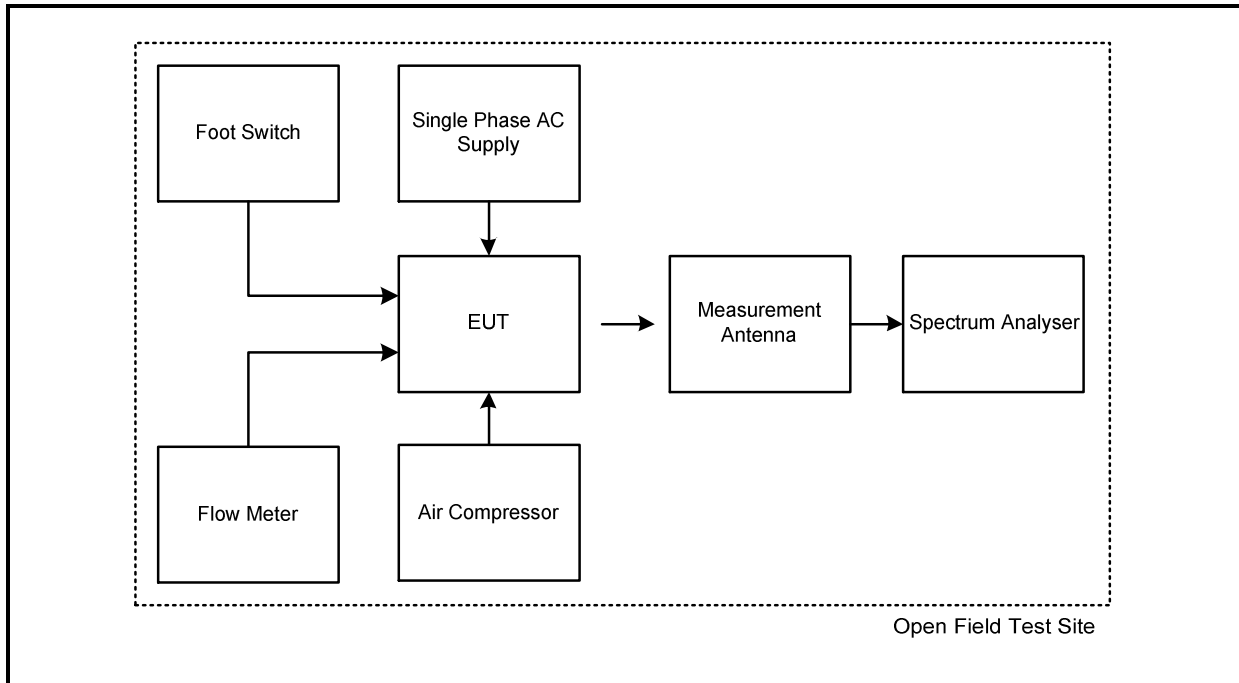 Foot Switch
Single Phase AC
Supply
EUT
Measurement
Antenna
Spectrum Analyser
Flow Meter
Air Compressor
Open Field Test Site